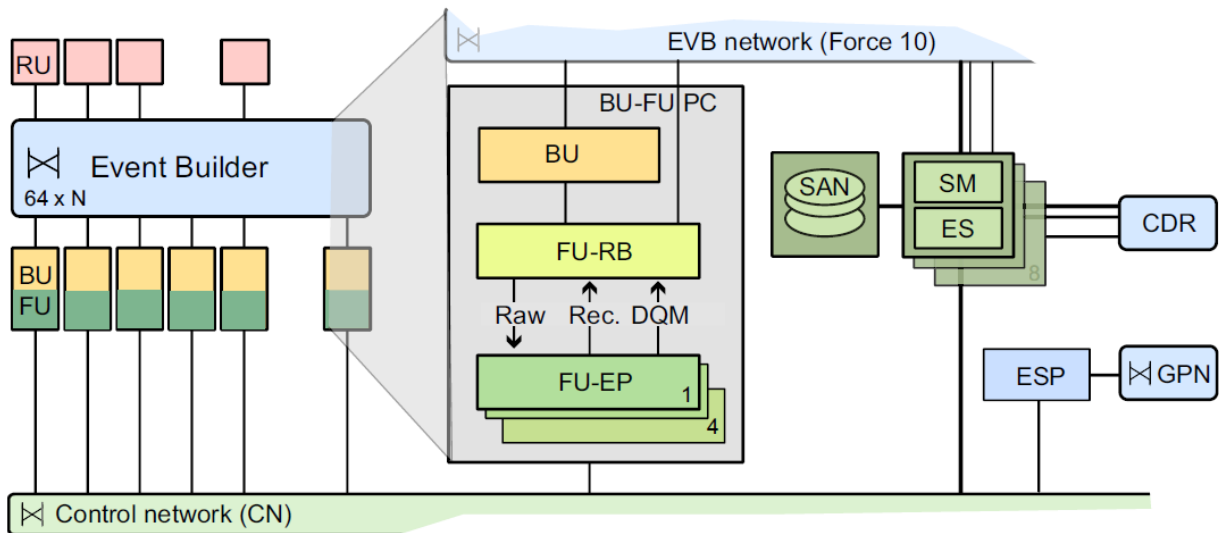 EVB network (Force 10)
RU
BU-FU PC
Event Builder
64 x N
BU
SAN
SM
ES
CDR
8
FU-RB
BU
FU
Raw Rec. DQM
FU-EP
1
4
ESP
GPN
Control network (CN)